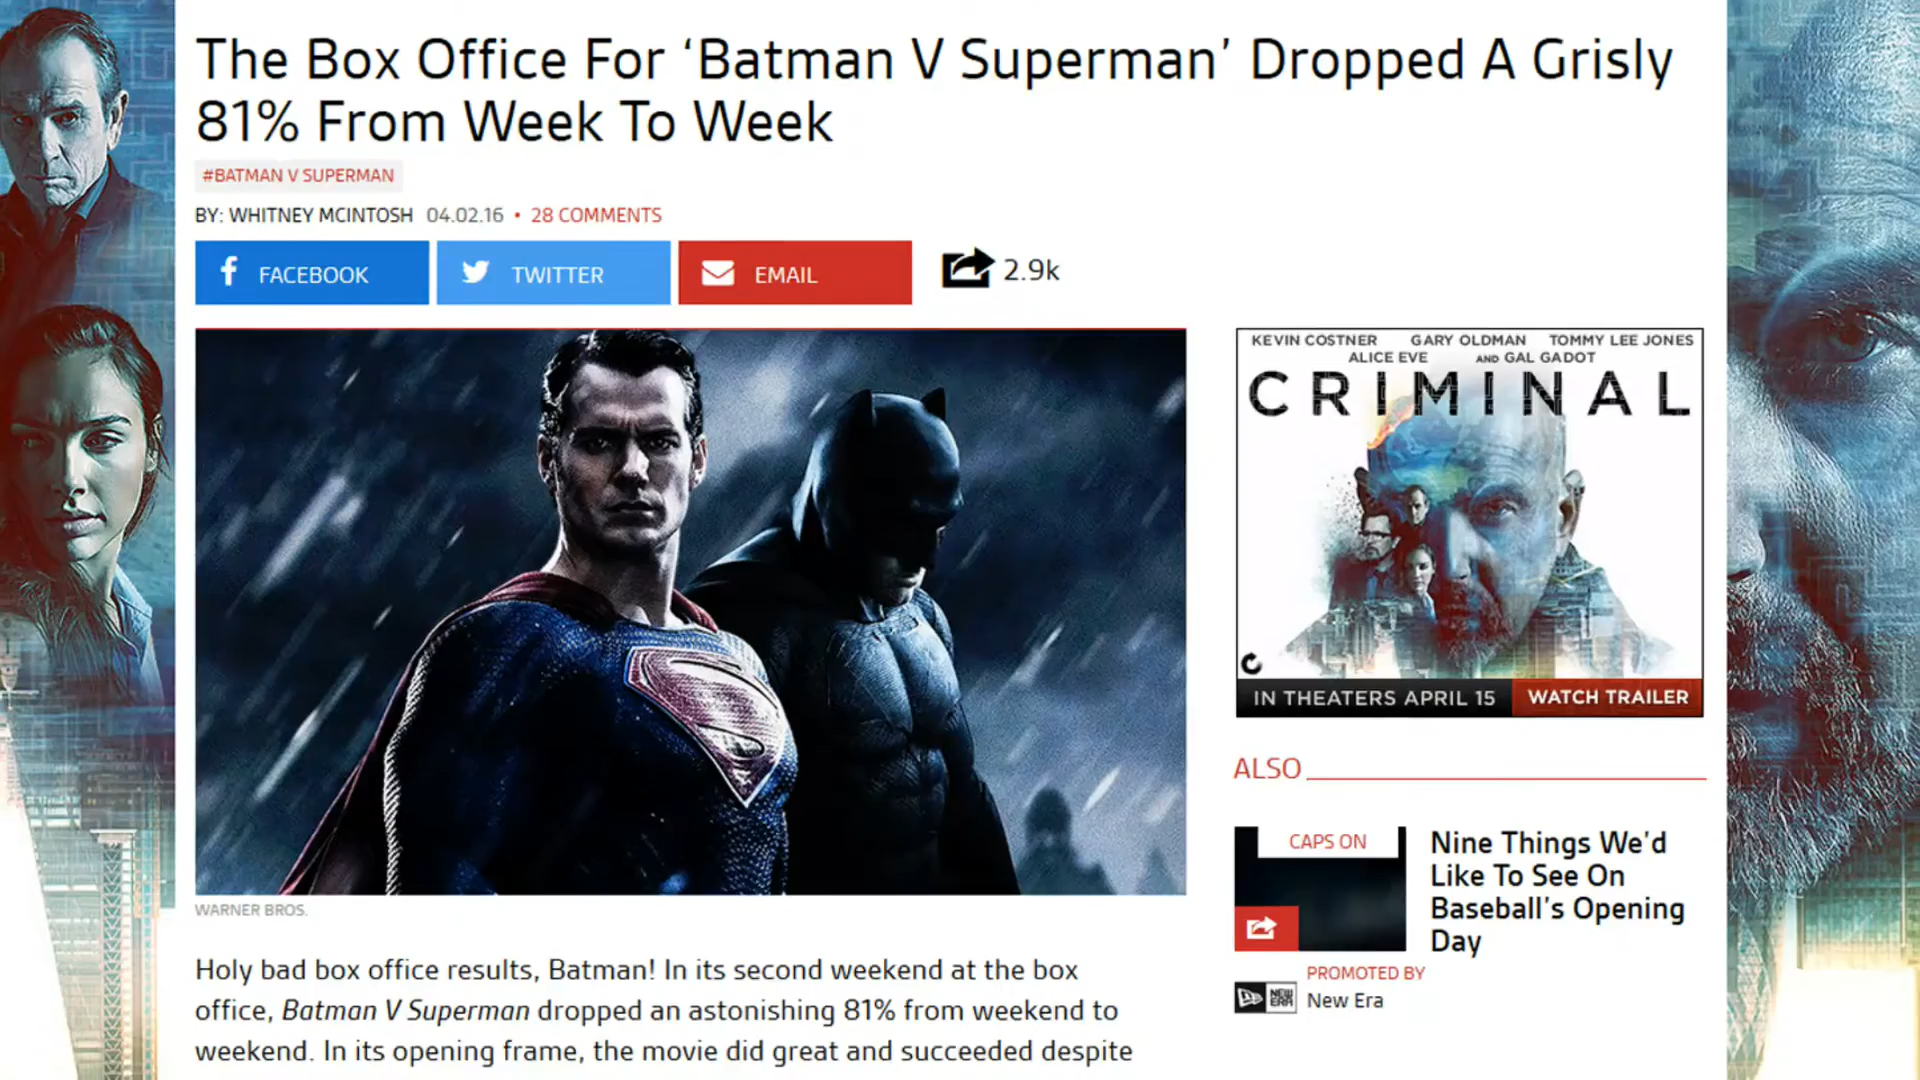 The Box Office For ‘Batman V Superman’ Dropped A Grisly
81% From Week To Week
#BATMAN V SUPERMAN
BY: WHITNEY MCINTOSH 04.02.16 • 28 COMMENTS
FACEBOOK
TWITTER
EMAIL
2.9k
KEVIN COSTNER GARY OLDMAN TOMMY LEE JONES
ALICE EVE AND GAL GADOT
CRIMINAL
IN THEATERS APRIL 15 WATCH TRAILER
WARNER BROS.
Holy bad box office results, Batman! In its second weekend at the box
office, Batman V Superman dropped an astonishing 81% from weekend to
weekend. In its opening frame, the movie did great and succeeded despite
ALSO
CAPS ON
Nine Things We'd
Like To See On
Baseball's Opening
Day
PROMOTED BY
NEW ERA
New Era